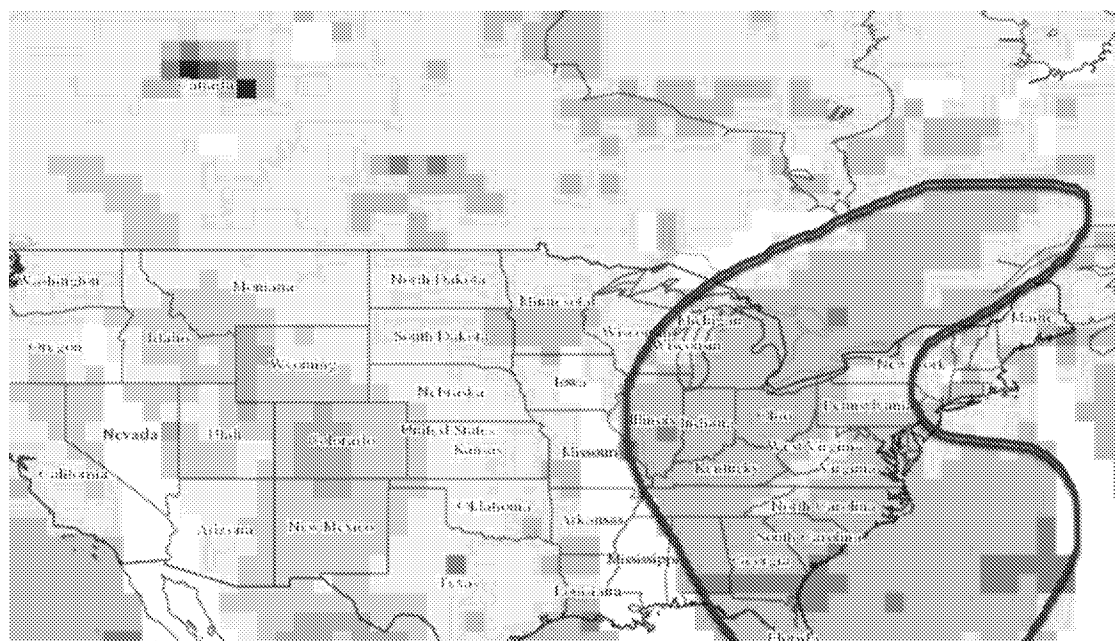 Canada
Washington
Montana
North Dakota
Minnesota
Michigan
Maine
Oregon
Idaho
South Dakota
Wisconsin
Wyoming
New York
Iowa
Nebraska
Pennsylvania
Ohio
Illinois
Indiana
Nevada
Utah
Colorado
United States
Kansas
Missouri
West Virginia
Virginia
Kentucky
California
Oklahoma
North Carolina
Arizona
New Mexico
Arkansas
South Carolina
Mississippi
Georgia
Texas
Louisiana
Florida